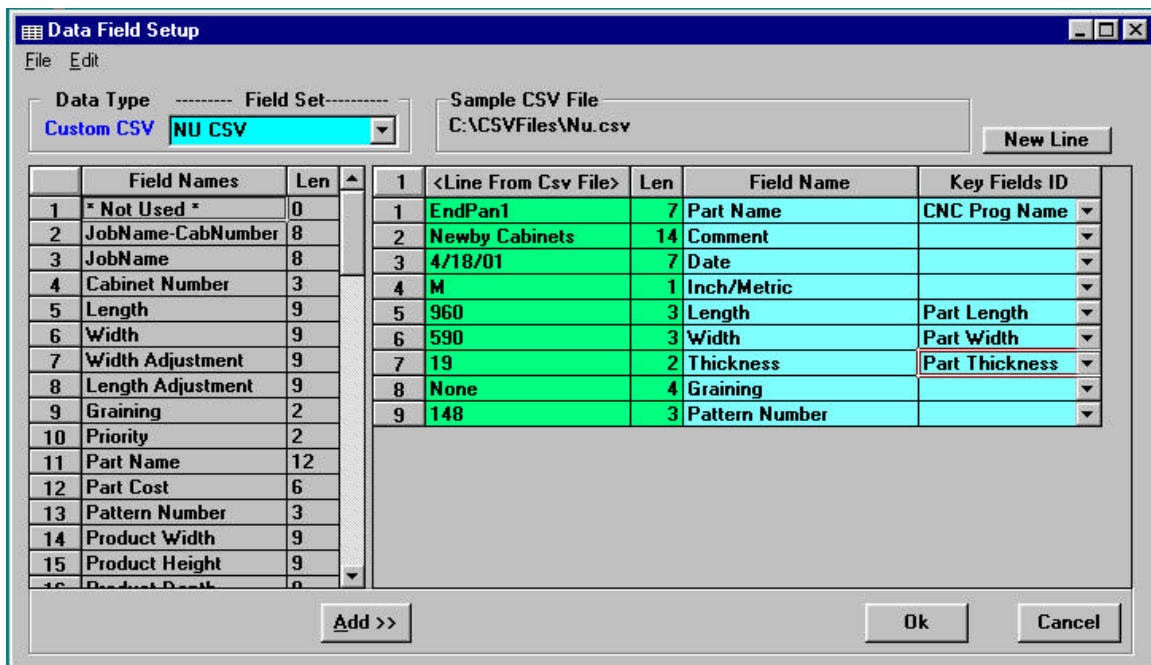 Data Field Setup
File Edit
Data Type --------- Field Set----------
Custom CSV NU CSV
Sample CSV File
C:\CSVFiles\Nu.csv
New Line
Field Names Len
1 * Not Used * 0
2 JobName-CabNumber 8
3 JobName 8
4 Cabinet Number 3
5 Length 9
6 Width 9
7 Width Adjustment 9
8 Length Adjustment 9
9 Graining 2
10 Priority 2
11 Part Name 12
12 Part Cost 6
13 Pattern Number 3
14 Product Width 9
15 Product Height 9
16 Product Depth 9
1 <Line From Csv File> Len Field Name Key Fields ID
1 EndPan1 7 Part Name CNC Prog Name
2 Newby Cabinets 14 Comment
3 4/18/01 7 Date
4 M 1 Inch/Metric
5 960 3 Length Part Length
6 590 3 Width Part Width
7 19 2 Thickness Part Thickness
8 None 4 Graining
9 148 3 Pattern Number
Add >>
Ok
Cancel